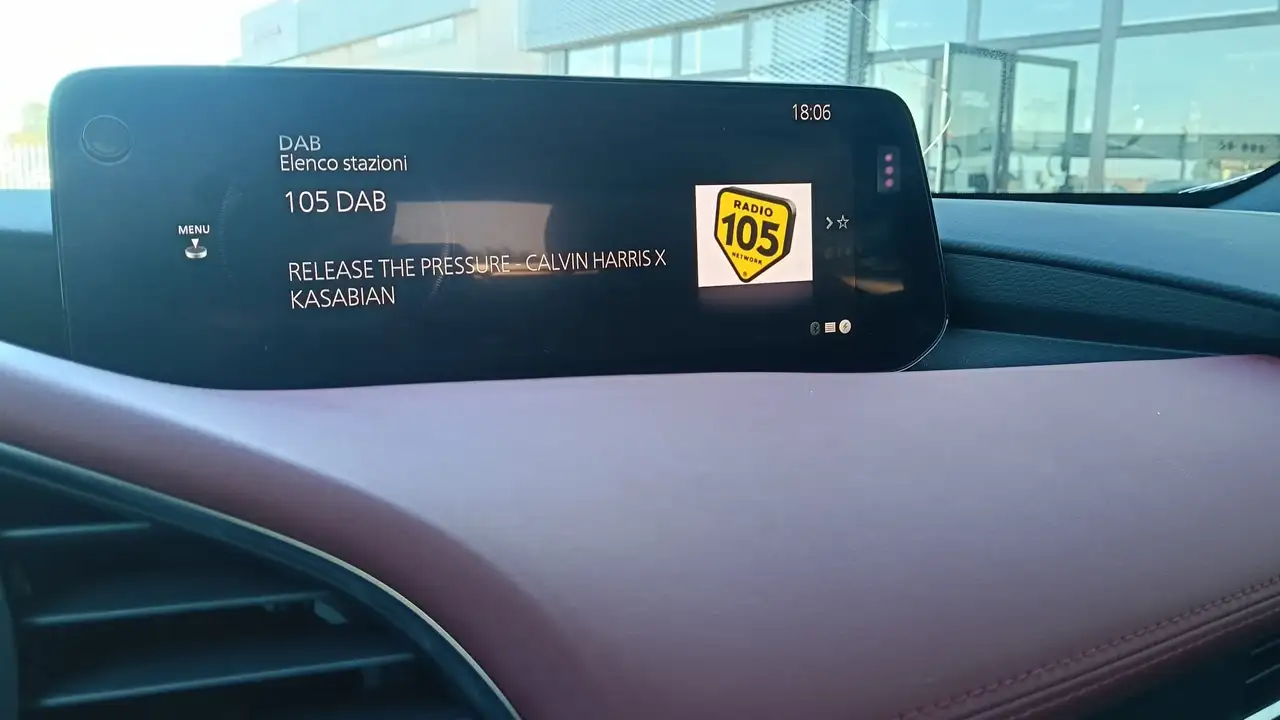 18:06
DAB
Elenco stazioni
105 DAB
MENU
RELEASE THE PRESSURE - CALVIN HARRIS X
KASABIAN
RADIO
105
NETWORK